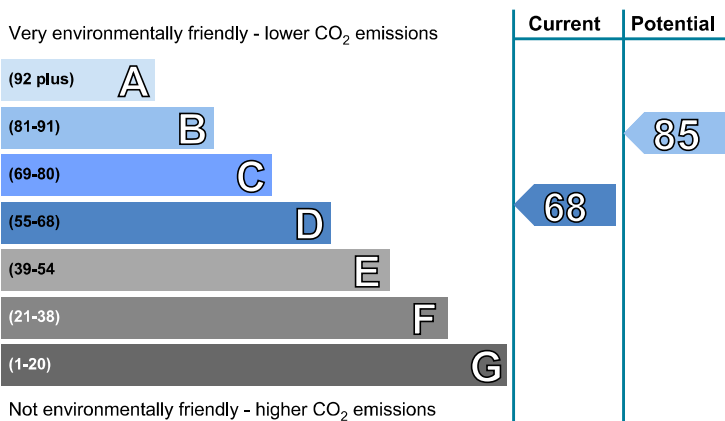 Very environmentally friendly - lower CO₂ emissions
Current
Potential
(92 plus) A
(81-91) B
85
(69-80) C
(55-68) D
68
(39-54 E
(21-38) F
(1-20) G
Not environmentally friendly - higher CO₂ emissions